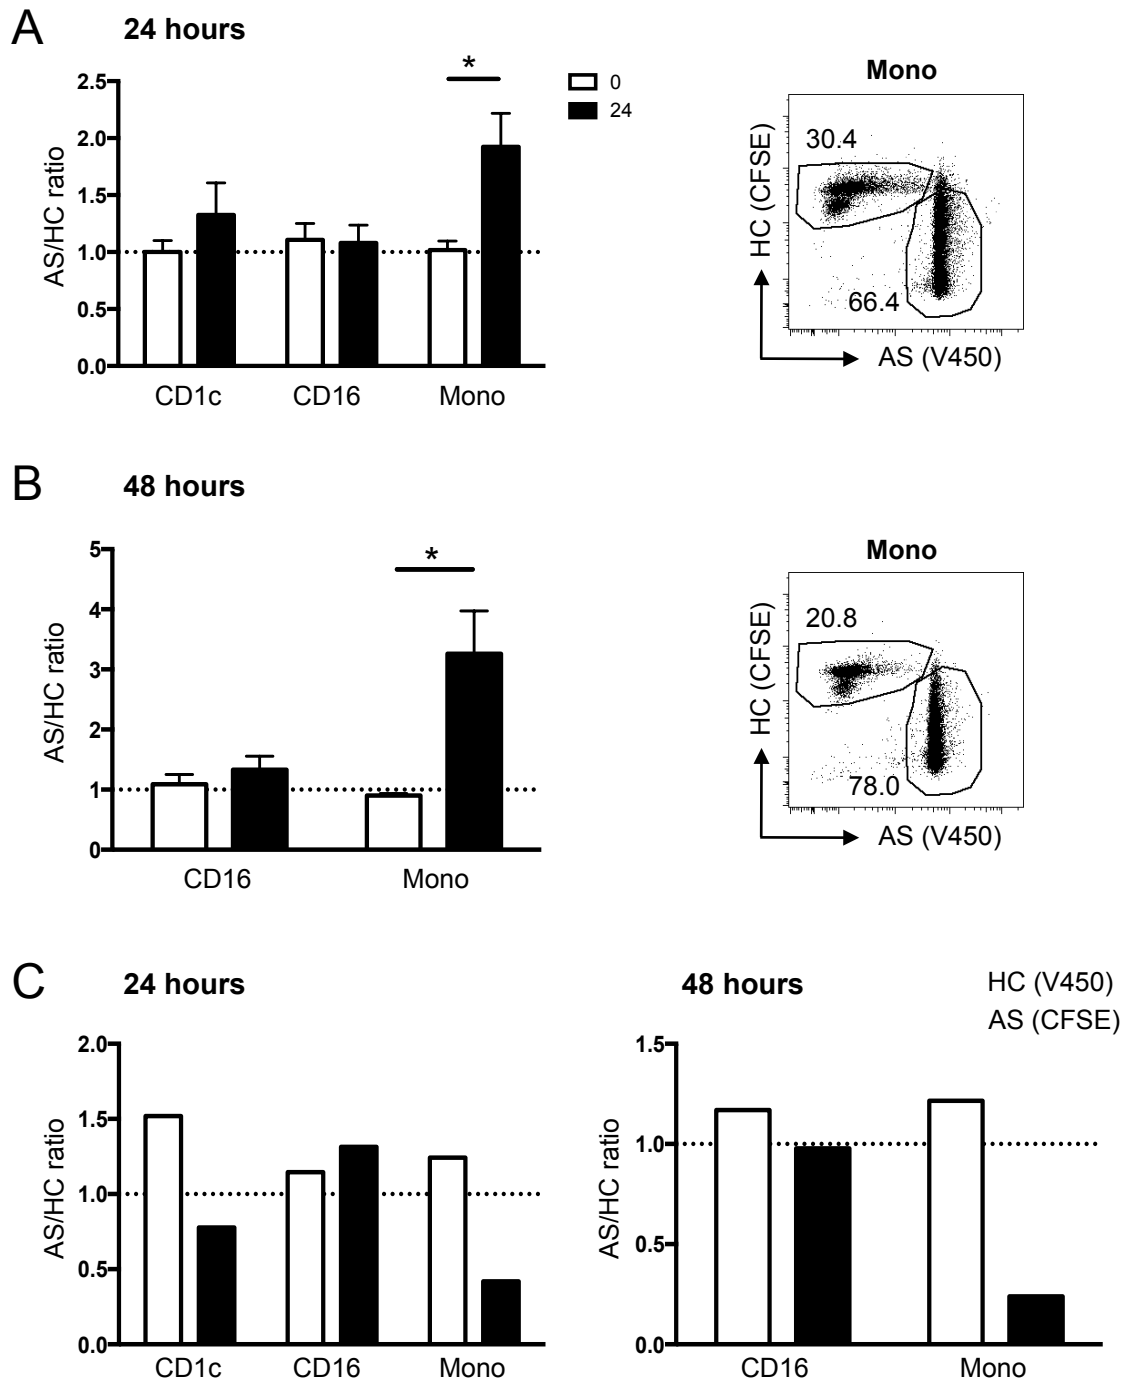 A
24 hours
*
2.5
2.0
1.5
1.0
0.5
0.0
AS/HC ratio
CD1c
CD16
Mono
0
24
Mono
30.4
66.4
HC (CFSE)
AS (V450)
B
48 hours
*
5
4
3
2
1
0
AS/HC ratio
CD16
Mono
Mono
20.8
78.0
HC (CFSE)
AS (V450)
C
24 hours
2.0
1.5
1.0
0.5
0.0
AS/HC ratio
CD1c
CD16
Mono
48 hours
HC (V450)
AS (CFSE)
1.5
1.0
0.5
0.0
AS/HC ratio
CD16
Mono